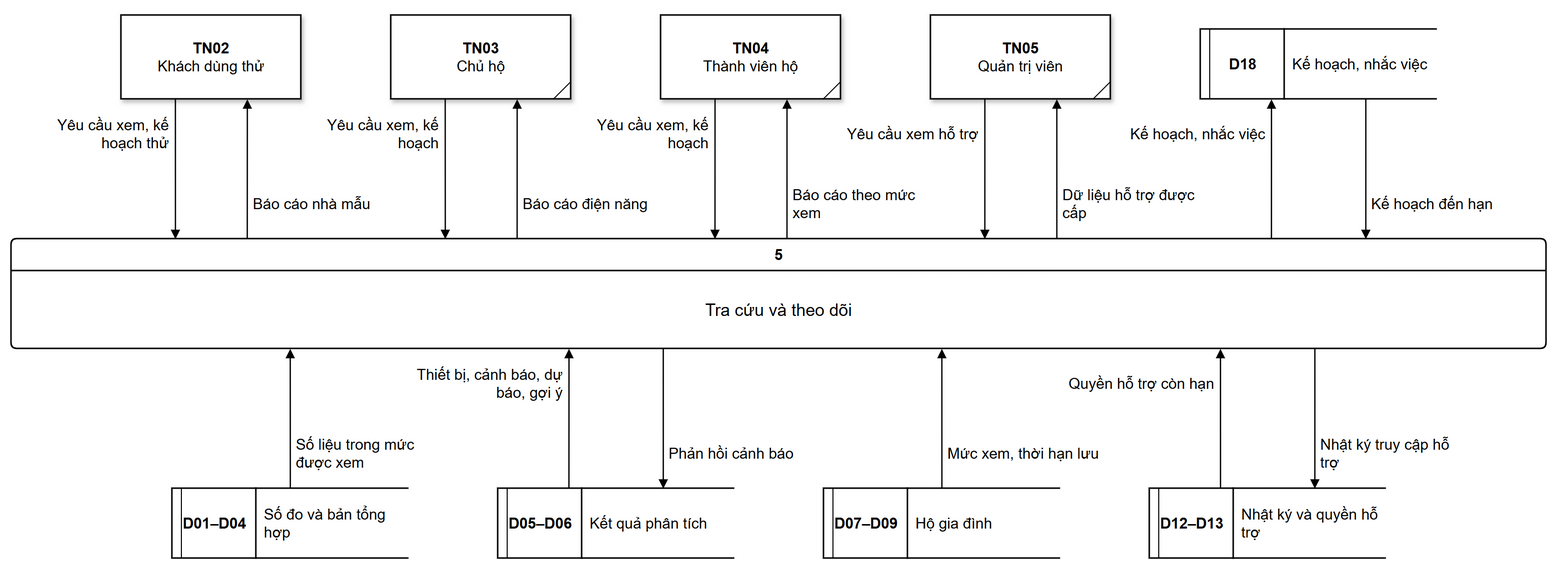 TN02
Khách dùng thử
TN03
Chủ hộ
TN04
Thành viên hộ
TN05
Quản trị viên
D18
Kế hoạch, nhắc việc
Yêu cầu xem, kế
hoạch thử
Báo cáo nhà mẫu
Yêu cầu xem, kế
hoạch
Báo cáo điện năng
Yêu cầu xem, kế
hoạch
Báo cáo theo mức
xem
Yêu cầu xem hỗ trợ
Dữ liệu hỗ trợ được
cấp
Kế hoạch, nhắc việc
Kế hoạch đến hạn
5
Tra cứu và theo dõi
Số liệu trong mức
được xem
Thiết bị, cảnh báo, dự
báo, gợi ý
Phản hồi cảnh báo
Mức xem, thời hạn lưu
Quyền hỗ trợ còn hạn
Nhật ký truy cập hỗ
trợ
D01–D04
Số đo và bản tổng
hợp
D05–D06
Kết quả phân tích
D07–D09
Hộ gia đình
D12–D13
Nhật ký và quyền hỗ
trợ